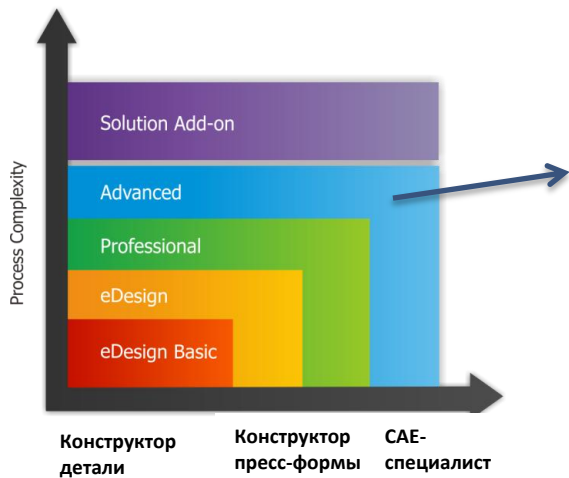 Process Complexity
Solution Add-on
Advanced
Professional
eDesign
eDesign Basic
Конструктор
детали
Конструктор
пресс-формы
CAE-
специалист